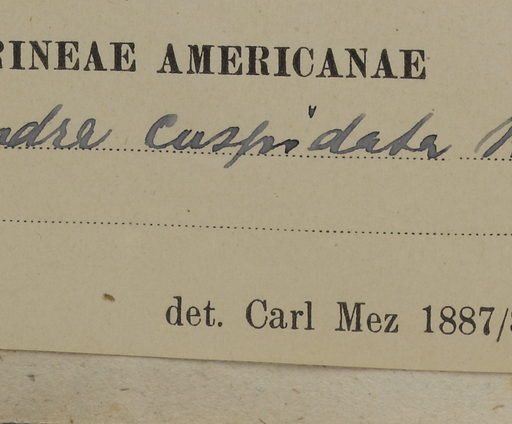 RINEAE AMERICANAE
ndra cuspidata N
det. Carl Mez 1887/